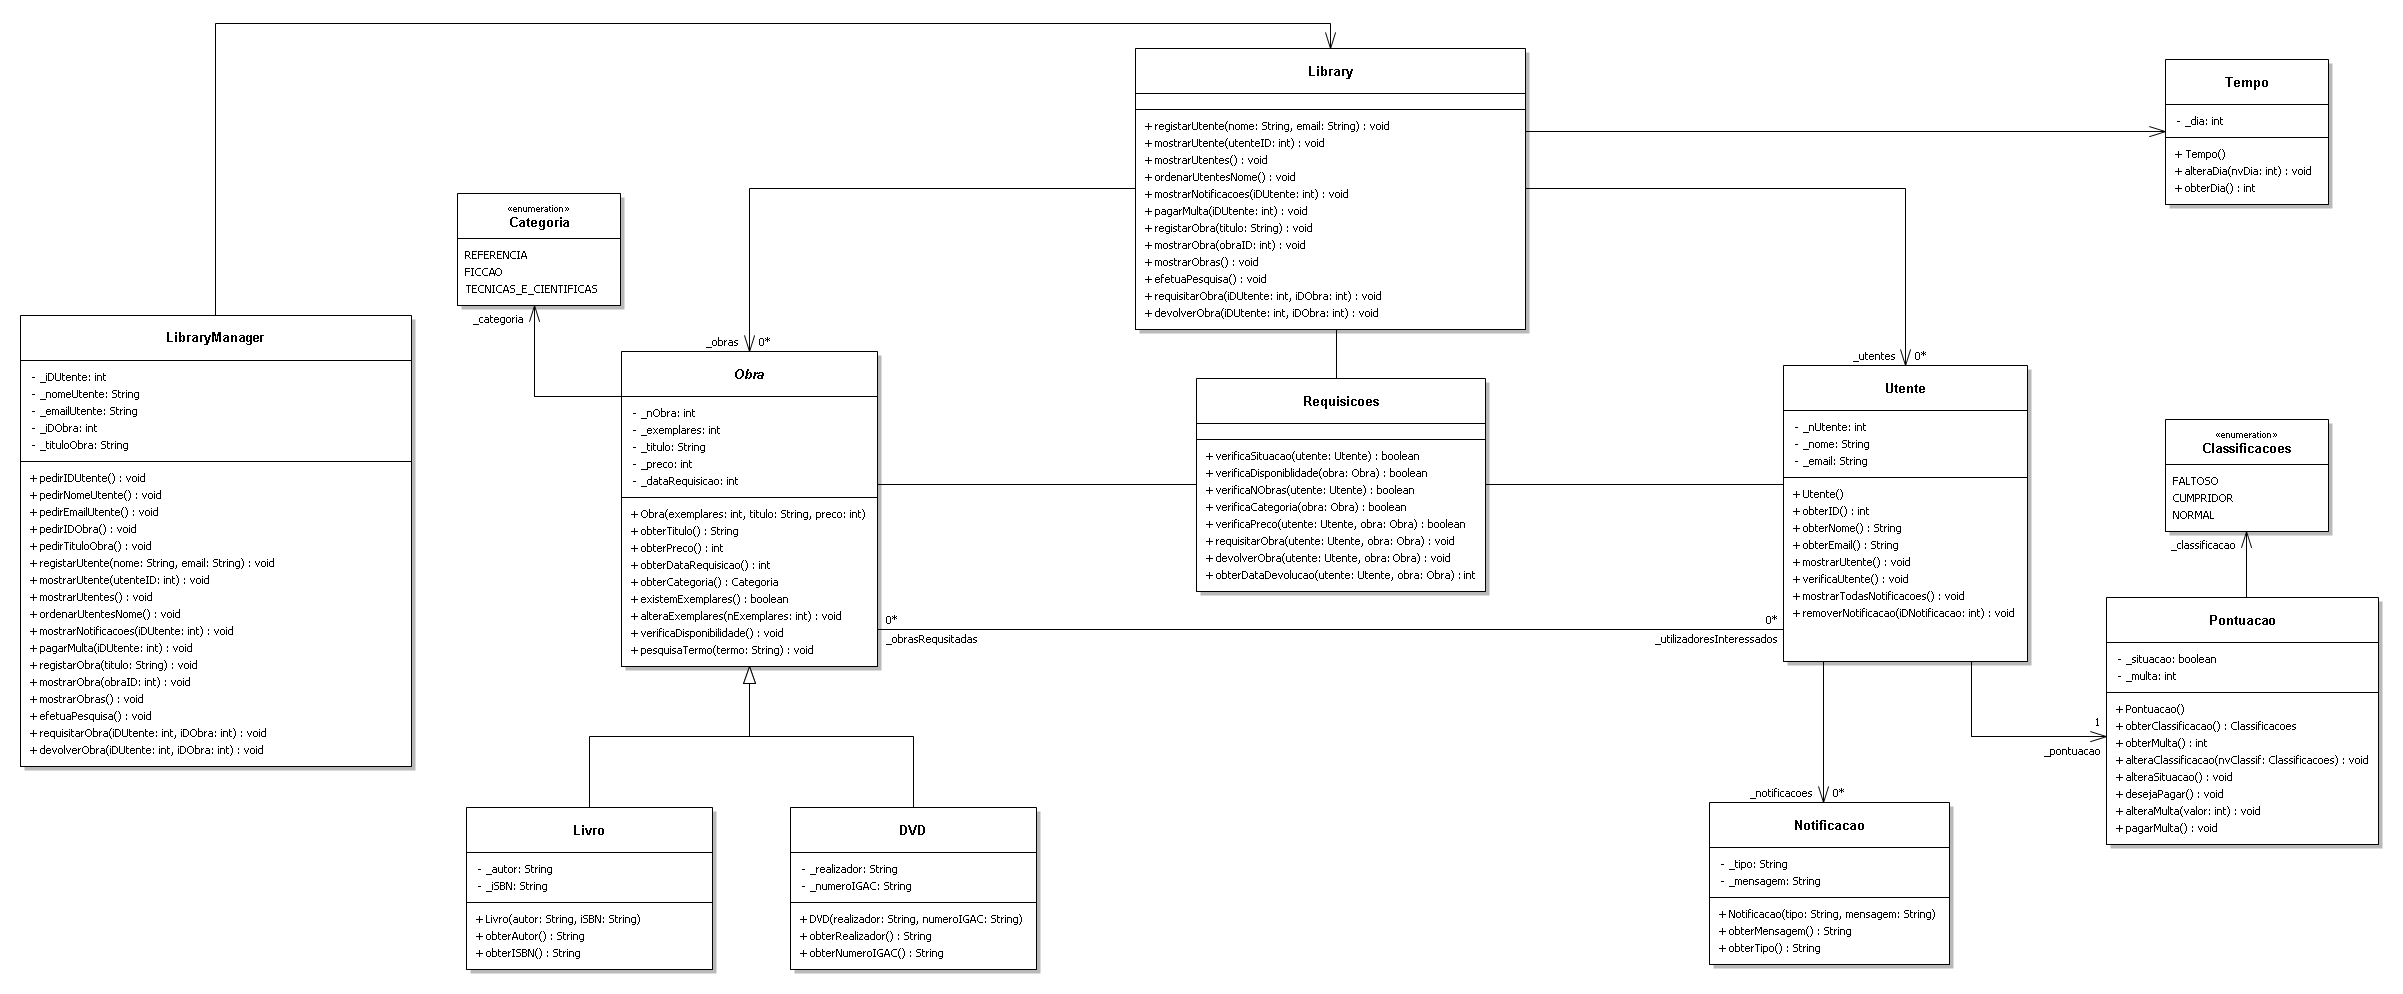 Library
+ registarUtente(nome: String, email: String) : void
+ mostrarUtente(utenteID: int) : void
+ mostrarUtentes() : void
+ ordenarUtentesNome() : void
+ mostrarNotificacoes(iDUtente: int) : void
+ pagarMulta(iDUtente: int) : void
+ registarObra(titulo: String) : void
+ mostrarObra(obraID: int) : void
+ mostrarObras() : void
+ efetuaPesquisa() : void
+ requisitarObra(iDUtente: int, iDObra: int) : void
+ devolverObra(iDUtente: int, iDObra: int) : void
Tempo
- _dia: int
+ Tempo()
+ alteraDia(nvDia: int) : void
+ obterDia() : int
«enumeration»
Categoria
REFERENCIA
FICCAO
TECNICAS_E_CIENTIFICAS
_categoria
LibraryManager
- _iDUtente: int
- _nomeUtente: String
- _emailUtente: String
- _iDObra: int
- _tituloObra: String
+ pedirIDUtente() : void
+ pedirNomeUtente() : void
+ pedirEmailUtente() : void
+ pedirIDObra() : void
+ pedirTituloObra() : void
+ registarUtente(nome: String, email: String) : void
+ mostrarUtente(utenteID: int) : void
+ mostrarUtentes() : void
+ ordenarUtentesNome() : void
+ mostrarNotificacoes(iDUtente: int) : void
+ pagarMulta(iDUtente: int) : void
+ registarObra(titulo: String) : void
+ mostrarObra(obraID: int) : void
+ mostrarObras() : void
+ efetuaPesquisa() : void
+ requisitarObra(iDUtente: int, iDObra: int) : void
+ devolverObra(iDUtente: int, iDObra: int) : void
_obras 0*
Obra
- _nObra: int
- _exemplares: int
- _titulo: String
- _preco: int
- _dataRequisicao: int
+ Obra(exemplares: int, titulo: String, preco: int)
+ obterTitulo() : String
+ obterPreco() : int
+ obterDataRequisicao() : int
+ obterCategoria() : Categoria
+ existemExemplares() : boolean
+ alteraExemplares(nExemplares: int) : void
+ verificaDisponibilidade() : void
+ pesquisaTermo(termo: String) : void
Requisicoes
+ verificaSituacao(utente: Utente) : boolean
+ verificaDisponiblidade(obra: Obra) : boolean
+ verificaNObras(utente: Utente) : boolean
+ verificaCategoria(obra: Obra) : boolean
+ verificaPreco(utente: Utente, obra: Obra) : boolean
+ requisitarObra(utente: Utente, obra: Obra) : void
+ devolverObra(utente: Utente, obra: Obra) : void
+ obterDataDevolucao(utente: Utente, obra: Obra) : int
_utentes 0*
Utente
- _nUtente: int
- _nome: String
- _email: String
+ Utente()
+ obterID() : int
+ obterNome() : String
+ obterEmail() : String
+ mostrarUtente() : void
+ verificaUtente() : void
+ mostrarTodasNotificacoes() : void
+ removerNotificacao(iDNotificacao: int) : void
0*
_obrasRequsitadas
0*
_utilizadoresInteressados
«enumeration»
Classificacoes
FALTOSO
CUMPRIDOR
NORMAL
_classificacao
Pontuacao
- _situacao: boolean
- _multa: int
+ Pontuacao()
+ obterClassificacao() : Classificacoes
+ obterMulta() : int
+ alteraClassificacao(nvClassif: Classificacoes) : void
+ alteraSituacao() : void
+ desejaPagar() : void
+ alteraMulta(valor: int) : void
+ pagarMulta() : void
1
_pontuacao
_notificacoes 0*
Notificacao
- _tipo: String
- _mensagem: String
+ Notificacao(tipo: String, mensagem: String)
+ obterMensagem() : String
+ obterTipo() : String
Livro
- _autor: String
- _iSBN: String
+ Livro(autor: String, iSBN: String)
+ obterAutor() : String
+ obterISBN() : String
DVD
- _realizador: String
- _numeroIGAC: String
+ DVD(realizador: String, numeroIGAC: String)
+ obterRealizador() : String
+ obterNumeroIGAC() : String